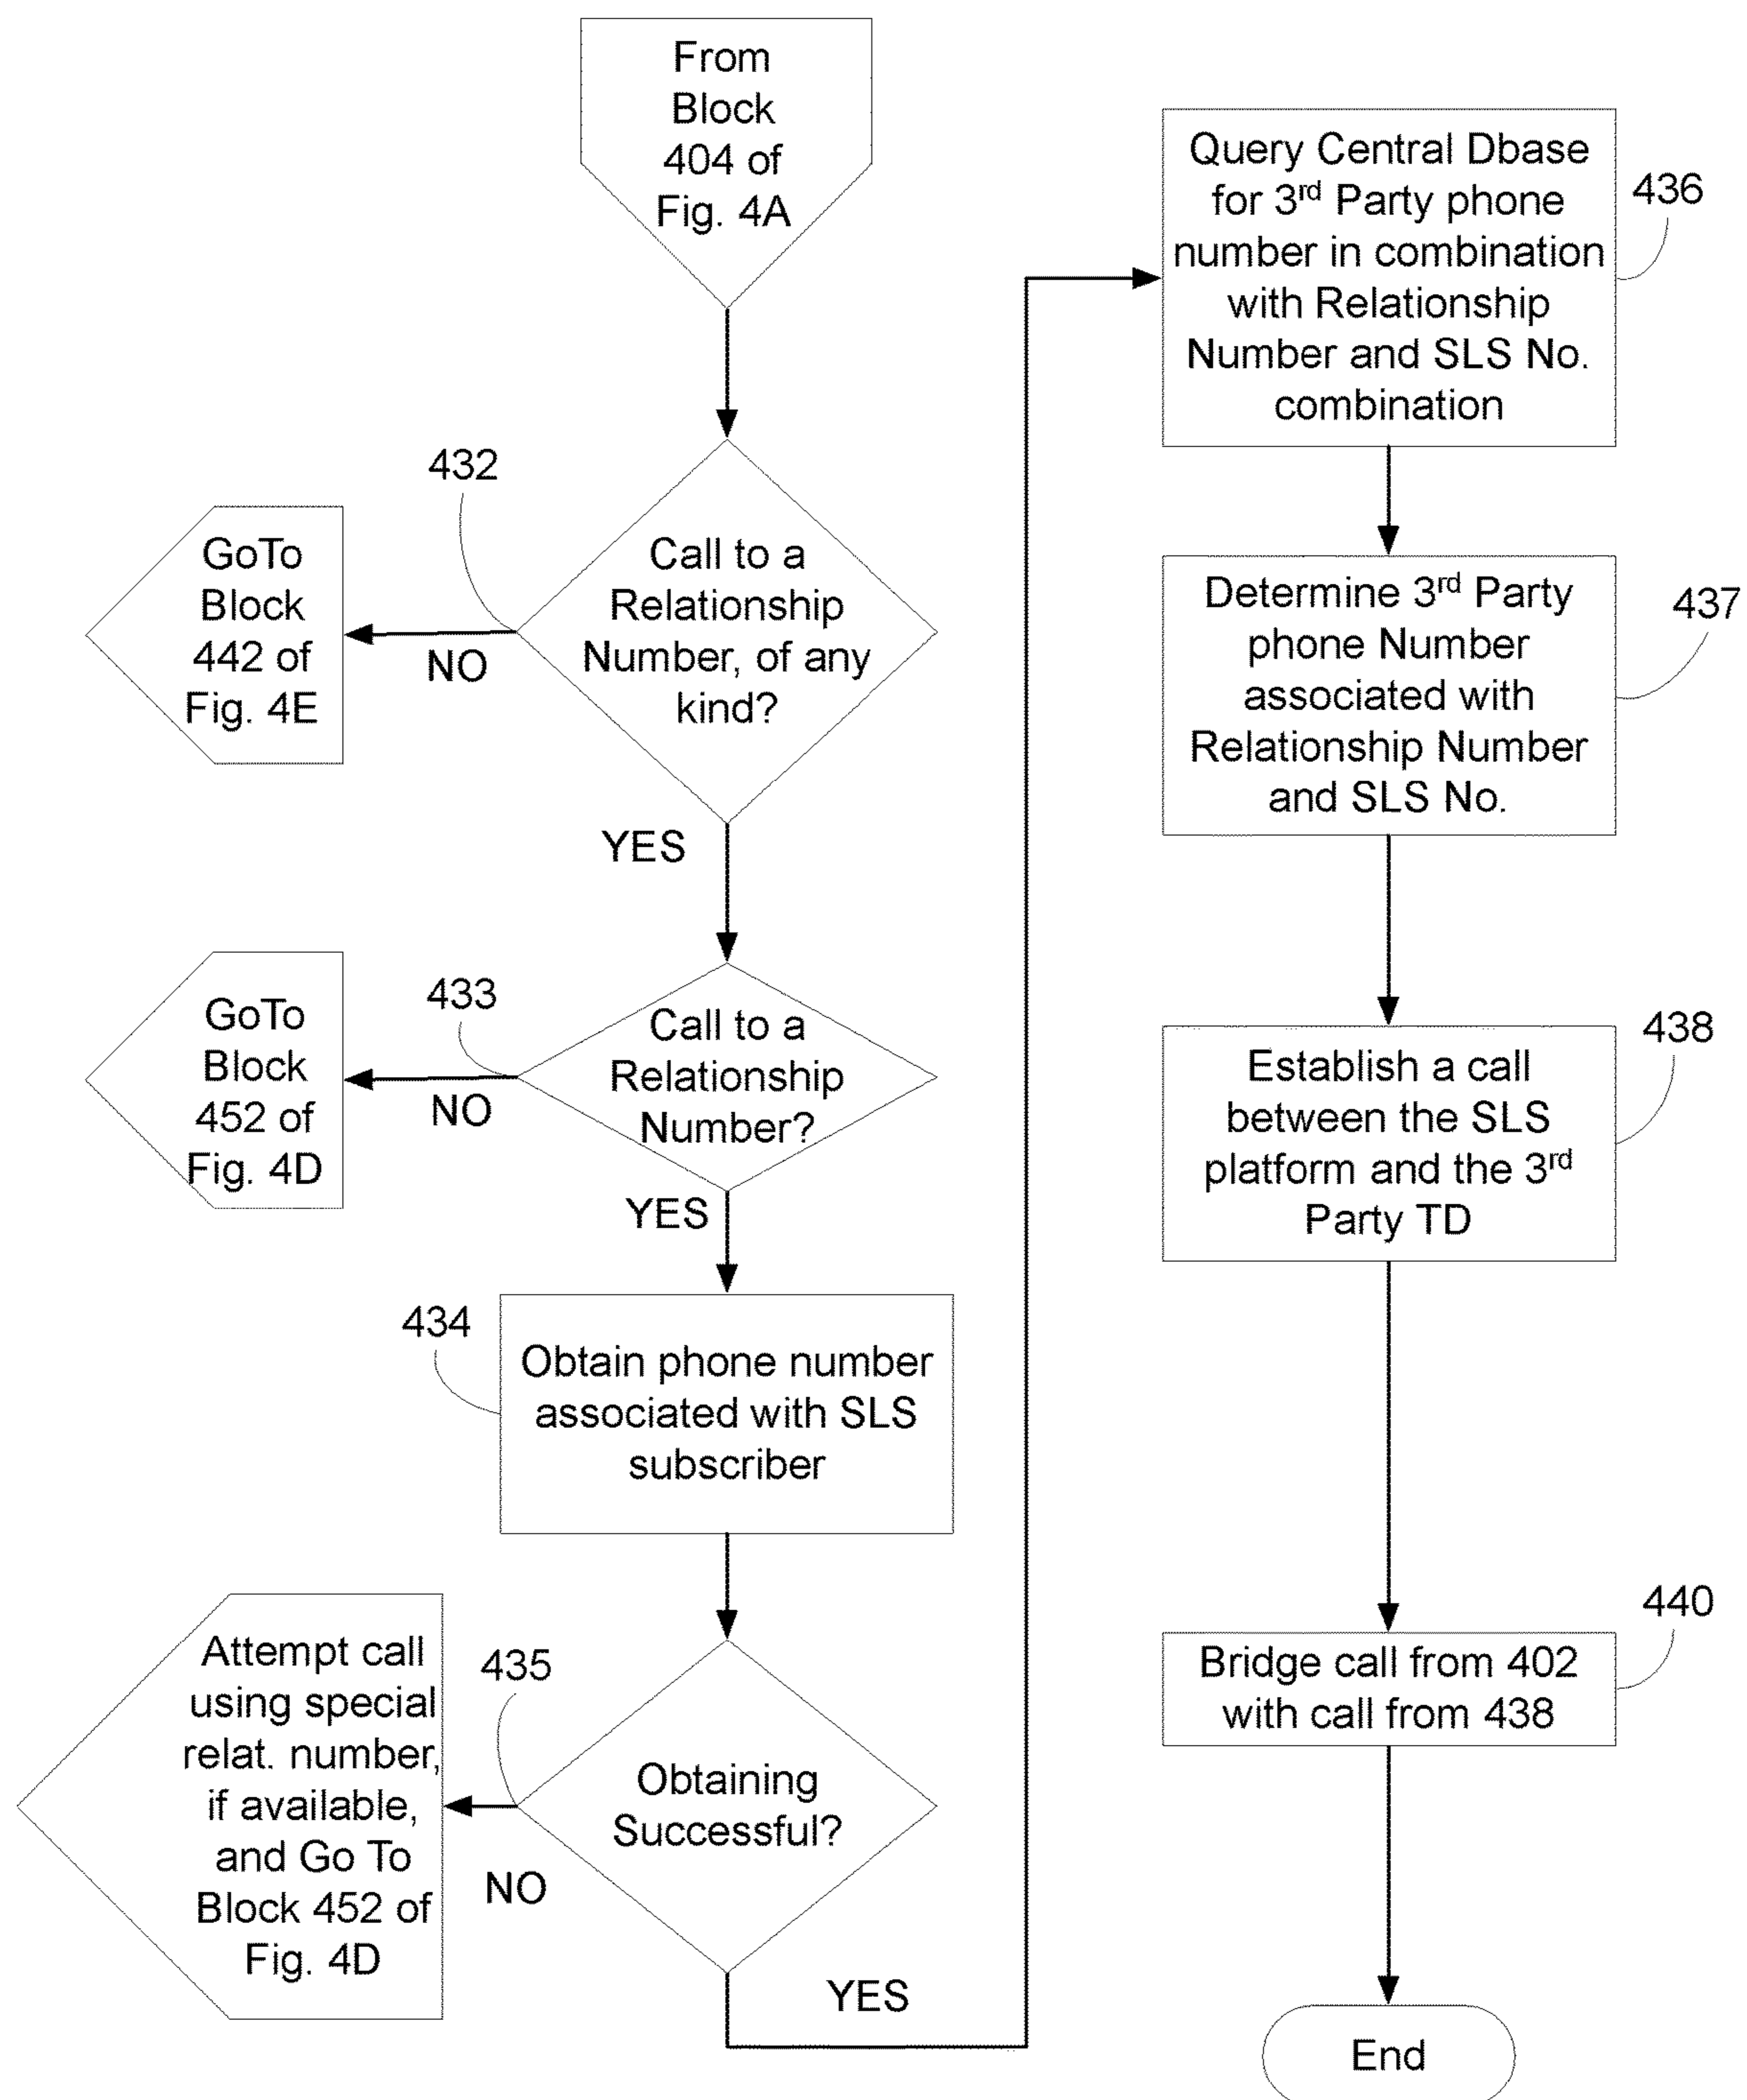 From
Block
404 of
Fig. 4A
432
Call to a
Relationship
Number, of any
kind?
NO
GoTo
Block
442 of
Fig. 4E
YES
433
Call to a
Relationship
Number?
NO
GoTo
Block
452 of
Fig. 4D
YES
434
Obtain phone number
associated with SLS
subscriber
435
Obtaining
Successful?
NO
Attempt call
using special
relat. number,
if available,
and Go To
Block 452 of
Fig. 4D
YES
Query Central Dbase
for 3rd Party phone
number in combination
with Relationship
Number and SLS No.
combination
436
Determine 3rd Party
phone Number
associated with
Relationship Number
and SLS No.
437
Establish a call
between the SLS
platform and the 3rd
Party TD
438
Bridge call from 402
with call from 438
440
End